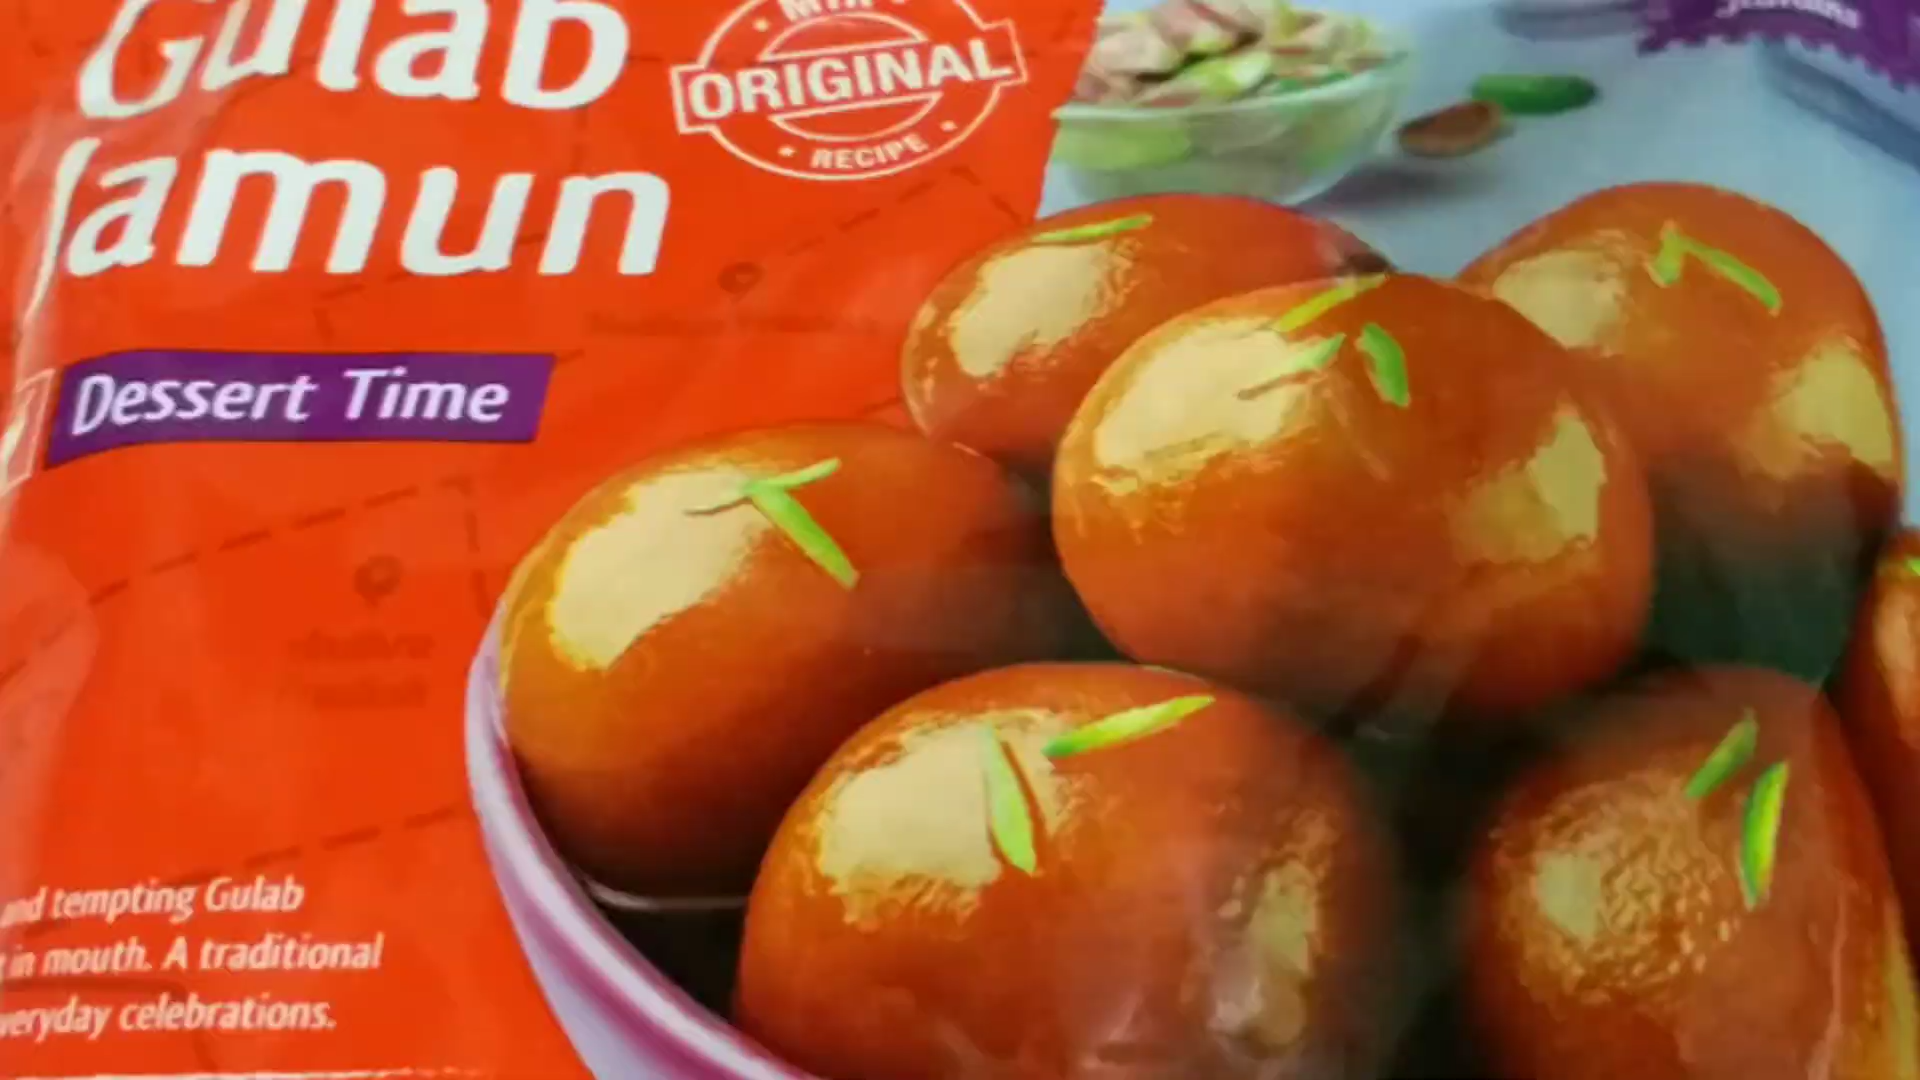 Gulab
Jamun
ORIGINAL
RECIPE
Dessert Time
and tempting Gulab
in mouth. A traditional
everyday celebrations.